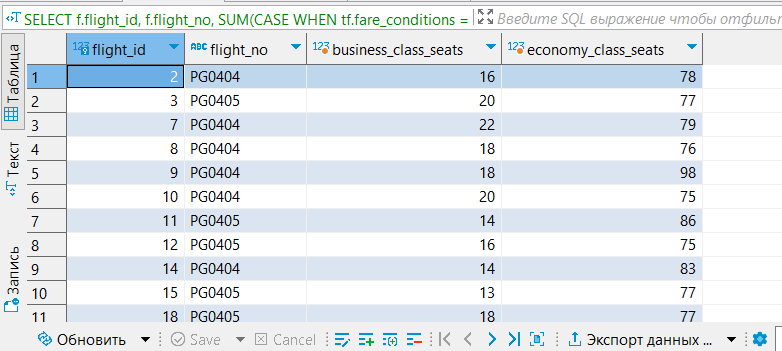 SELECT f.flight_id, f.flight_no, SUM(CASE WHEN tf.fare_conditions = Введите SQL выражение чтобы отфильт
Таблица
Текст
Запись
123 flight_id ABC flight_no 123 business_class_seats 123 economy_class_seats
1 2 PG0404 16 78
2 3 PG0405 20 77
3 7 PG0404 22 79
4 8 PG0404 18 76
5 9 PG0404 18 98
6 10 PG0404 20 75
7 11 PG0405 14 86
8 12 PG0405 16 75
9 14 PG0404 14 83
10 15 PG0405 13 77
11 18 PG0405 18 77
Обновить Save Cancel Экспорт данных ...